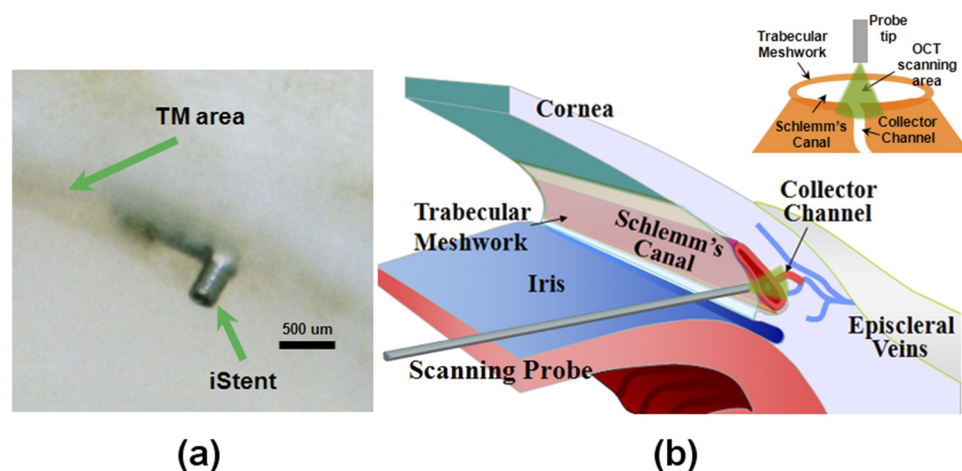 TM area
500 um
iStent
(a)
Probe
tip
Trabecular
Meshwork
OCT
scanning
area
Schlemm's
Canal
Collector
Channel
Cornea
Collector
Channel
Trabecular
Meshwork
Schlemm's
Canal
Iris
Episcleral
Veins
Scanning Probe
(b)